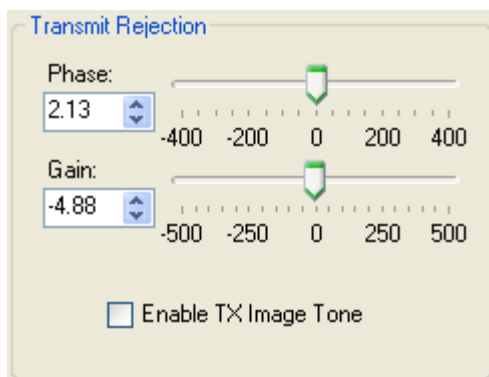 Transmit Rejection
Phase:
2.13
-400 -200 0 200 400
Gain:
-4.88
-500 -250 0 250 500
Enable TX Image Tone